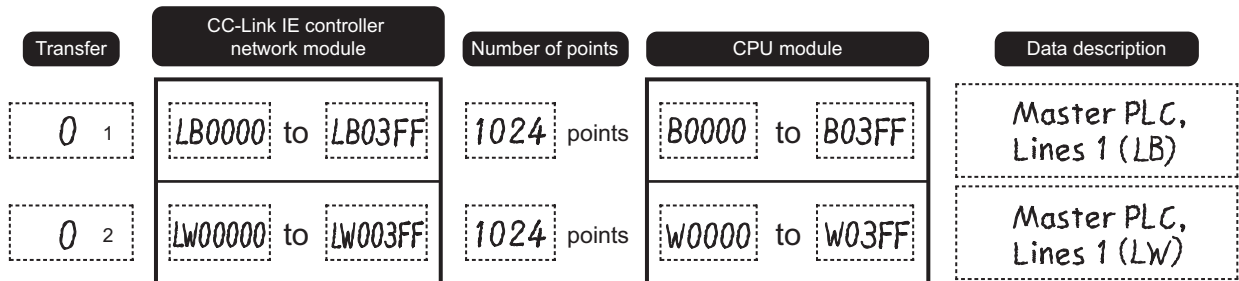 Transfer
CC-Link IE controller
network module
Number of points
CPU module
Data description
0 1 LB0000 to LB03FF 1024 points B0000 to B03FF
Master PLC,
Lines 1 (LB)
0 2 LW00000 to LW003FF 1024 points W0000 to W03FF
Master PLC,
Lines 1 (LW)